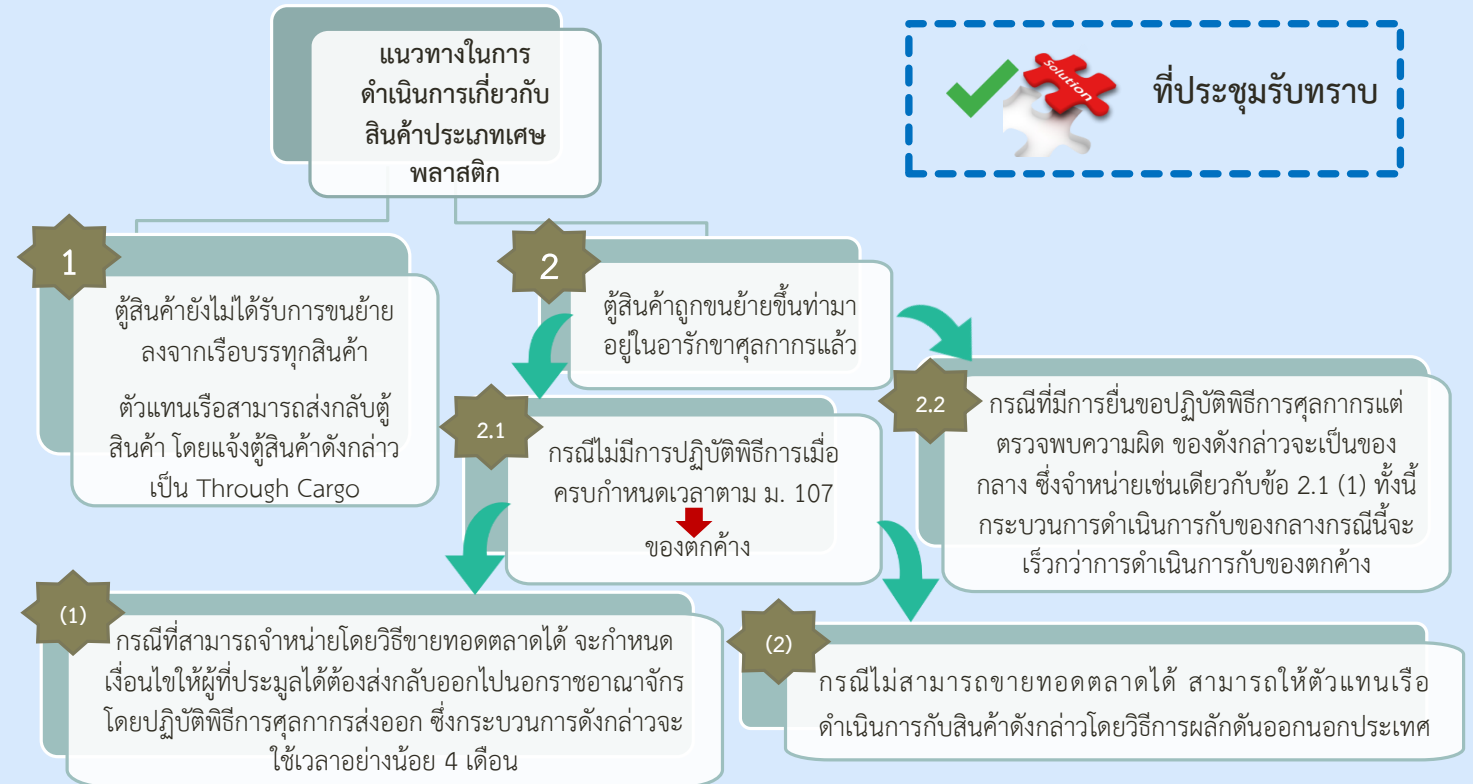 แนวทางในการ
ดำเนินการเกี่ยวกับ
สินค้าประเภทเศษ
พลาสติก
Solution
ที่ประชุมรับทราบ
1
ตู้สินค้ายังไม่ได้รับการขนย้าย
ลงจากเรือบรรทุกสินค้า
ตัวแทนเรือสามารถส่งกลับตู้
สินค้า โดยแจ้งตู้สินค้าดังกล่าว
เป็น Through Cargo
2
ตู้สินค้าถูกขนย้ายขึ้นท่ามา
อยู่ในอารักขาศุลกากรแล้ว
2.1
กรณีไม่มีการปฏิบัติพิธีการเมื่อ
ครบกำหนดเวลาตาม ม. 107
ของตกค้าง
2.2
กรณีที่มีการยื่นขอปฏิบัติพิธีการศุลกากรแต่
ตรวจพบความผิด ของดังกล่าวจะเป็นของ
กลาง ซึ่งจำหน่ายเช่นเดียวกับข้อ 2.1 (1) ทั้งนี้
กระบวนการดำเนินการกับของกลางกรณีนี้จะ
เร็วกว่าการดำเนินการกับของตกค้าง
(1)
กรณีที่สามารถจำหน่ายโดยวิธีขายทอดตลาดได้ จะกำหนด
เงื่อนไขให้ผู้ที่ประมูลได้ต้องส่งกลับออกไปนอกราชอาณาจักร
โดยปฏิบัติพิธีการศุลกากรส่งออก ซึ่งกระบวนการดังกล่าวจะ
ใช้เวลาอย่างน้อย 4 เดือน
(2)
กรณีไม่สามารถขายทอดตลาดได้ สามารถให้ตัวแทนเรือ
ดำเนินการกับสินค้าดังกล่าวโดยวิธีการผลักดันออกนอกประเทศ